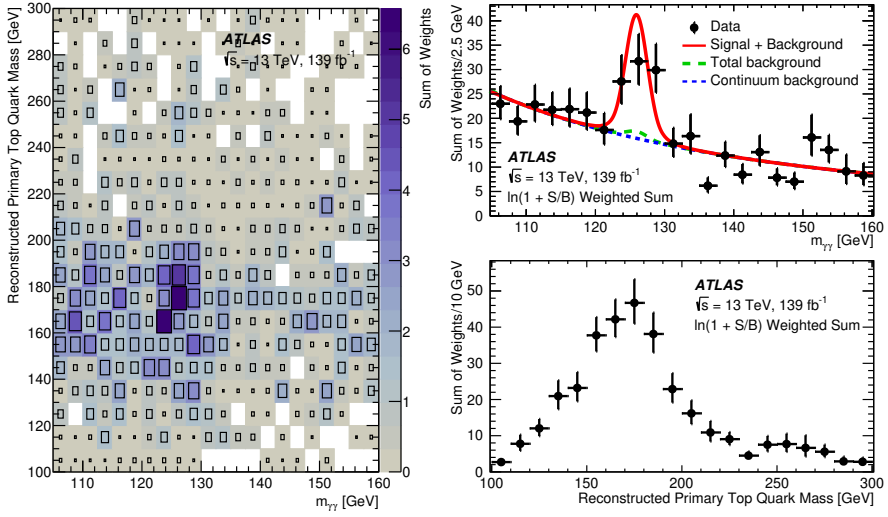 Reconstructed Primary Top Quark Mass [GeV]
300
280
260
240
220
200
180
160
140
120
100
110
120
130
140
150
160
mγγ [GeV]
ATLAS
√s = 13 TeV, 139 fb⁻¹
Sum of Weights
6
5
4
3
2
1
0
Sum of Weights/2.5 GeV
40
35
30
25
20
15
10
5
0
Data
Signal + Background
Total background
Continuum background
ATLAS
√s = 13 TeV, 139 fb⁻¹
ln(1 + S/B) Weighted Sum
110
120
130
140
150
160
mγγ [GeV]
Sum of Weights/10 GeV
50
40
30
20
10
0
ATLAS
√s = 13 TeV, 139 fb⁻¹
ln(1 + S/B) Weighted Sum
100
150
200
250
300
Reconstructed Primary Top Quark Mass [GeV]